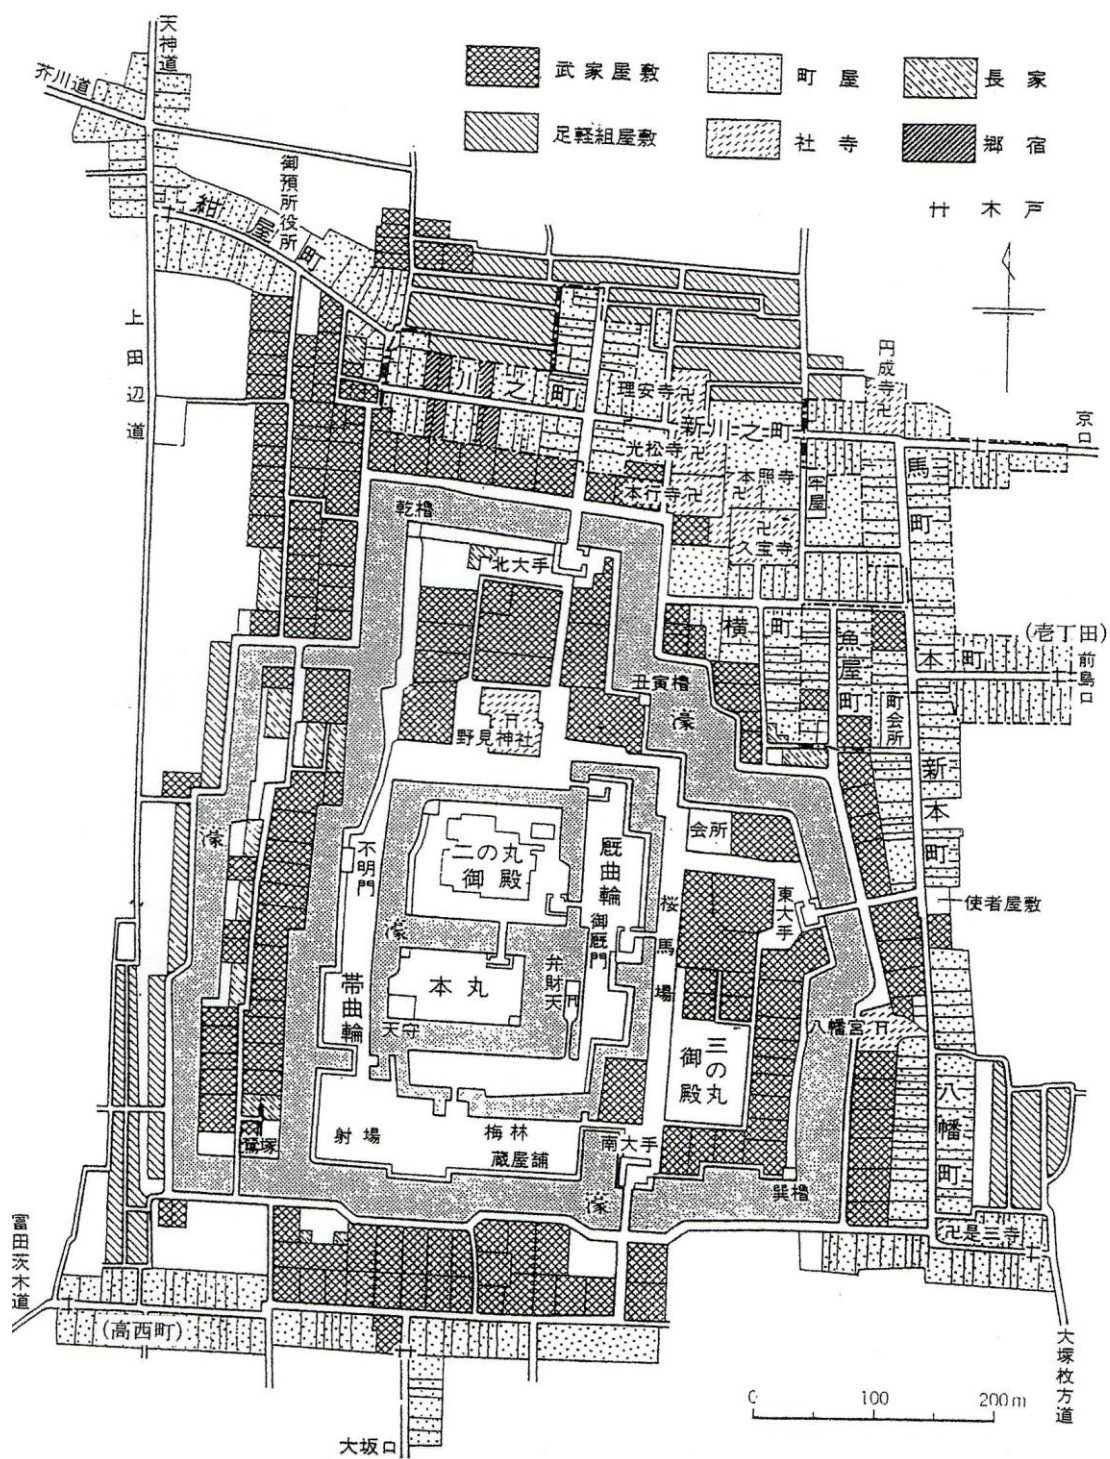 天神道
芥川道
武家屋敷
町屋
長家
足軽組屋敷
社寺
郷宿
木戸
御預所役所
紺屋町
上田辺道
円成寺
川之町
理安寺
新川之町
京口
光松寺
本照寺
本行寺
牢屋
馬町
久宝寺
乾櫓
北大手
横町
魚屋町
本町
(壱丁田)
前島口
町会所
丑寅櫓
濠
野見神社
新本町
会所
二の丸御殿
厩曲輪
不明門
濠
濠
御厩門
桜馬場
東大手
使者屋敷
本丸
弁財天
帯曲輪
天守
八幡宮
三の丸御殿
八幡町
射場
梅林
蔵屋舗
南大手
鷺塚
巽櫓
濠
是三寺
富田茨木道
(高西町)
大塚枚方道
大坂口
0 100 200m